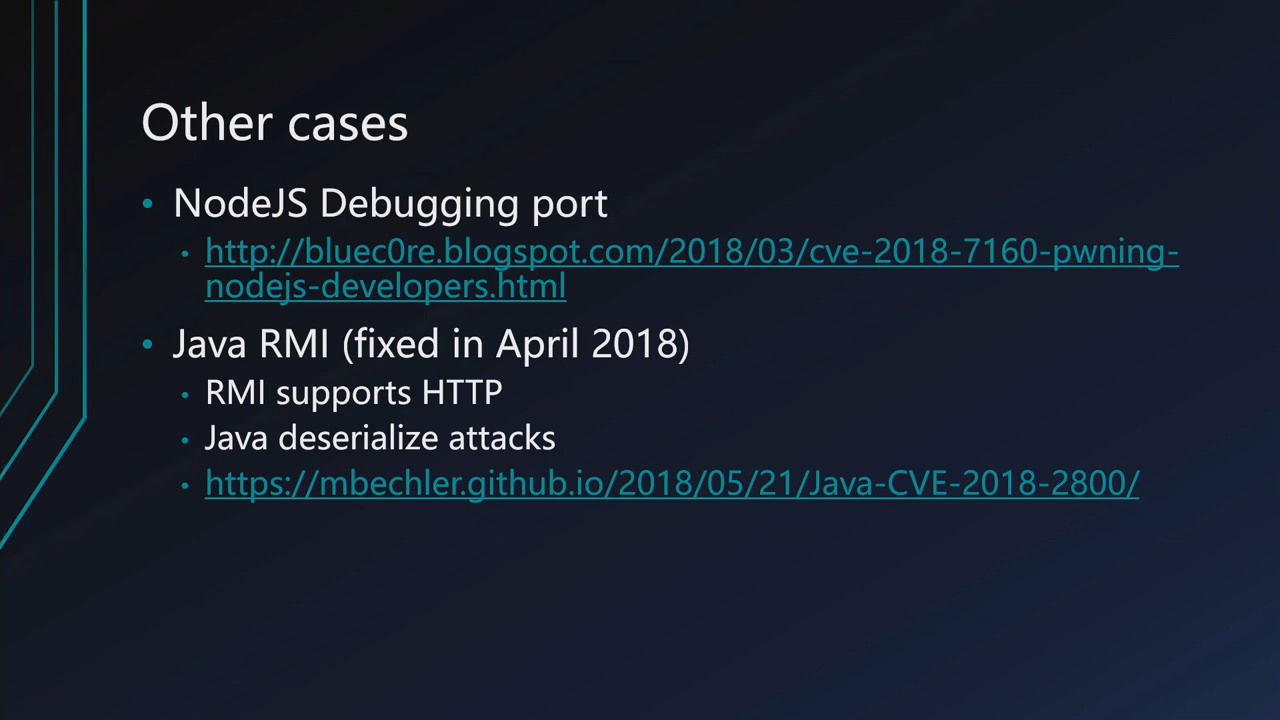 Other cases
• NodeJS Debugging port
• http://bluec0re.blogspot.com/2018/03/cve-2018-7160-pwning-
nodejs-developers.html
• Java RMI (fixed in April 2018)
• RMI supports HTTP
• Java deserialize attacks
• https://mbechler.github.io/2018/05/21/Java-CVE-2018-2800/